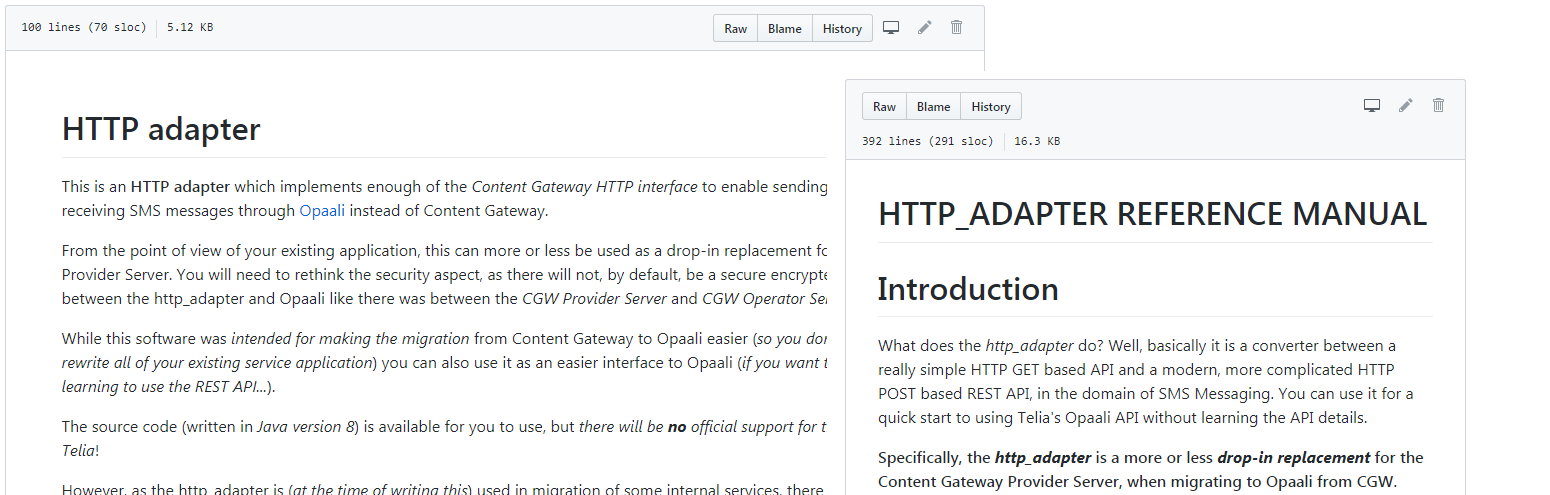 100 lines (70 sloc) 5.12 KB
Raw Blame History
HTTP adapter
This is an HTTP adapter which implements enough of the Content Gateway HTTP interface to enable sending
receiving SMS messages through Opaali instead of Content Gateway.
From the point of view of your existing application, this can more or less be used as a drop-in replacement fo
Provider Server. You will need to rethink the security aspect, as there will not, by default, be a secure encrypte
between the http_adapter and Opaali like there was between the CGW Provider Server and CGW Operator Se
While this software was intended for making the migration from Content Gateway to Opaali easier (so you don
rewrite all of your existing service application) you can also use it as an easier interface to Opaali (if you want t
learning to use the REST API...).
The source code (written in Java version 8) is available for you to use, but there will be no official support for t
Telia!
However, as the http_adapter is (at the time of writing this) used in migration of some internal services, there
Raw Blame History
392 lines (291 sloc) 16.3 KB
HTTP_ADAPTER REFERENCE MANUAL
Introduction
What does the http_adapter do? Well, basically it is a converter between a
really simple HTTP GET based API and a modern, more complicated HTTP
POST based REST API, in the domain of SMS Messaging. You can use it for a
quick start to using Telia's Opaali API without learning the API details.
Specifically, the http_adapter is a more or less drop-in replacement for the
Content Gateway Provider Server, when migrating to Opaali from CGW.